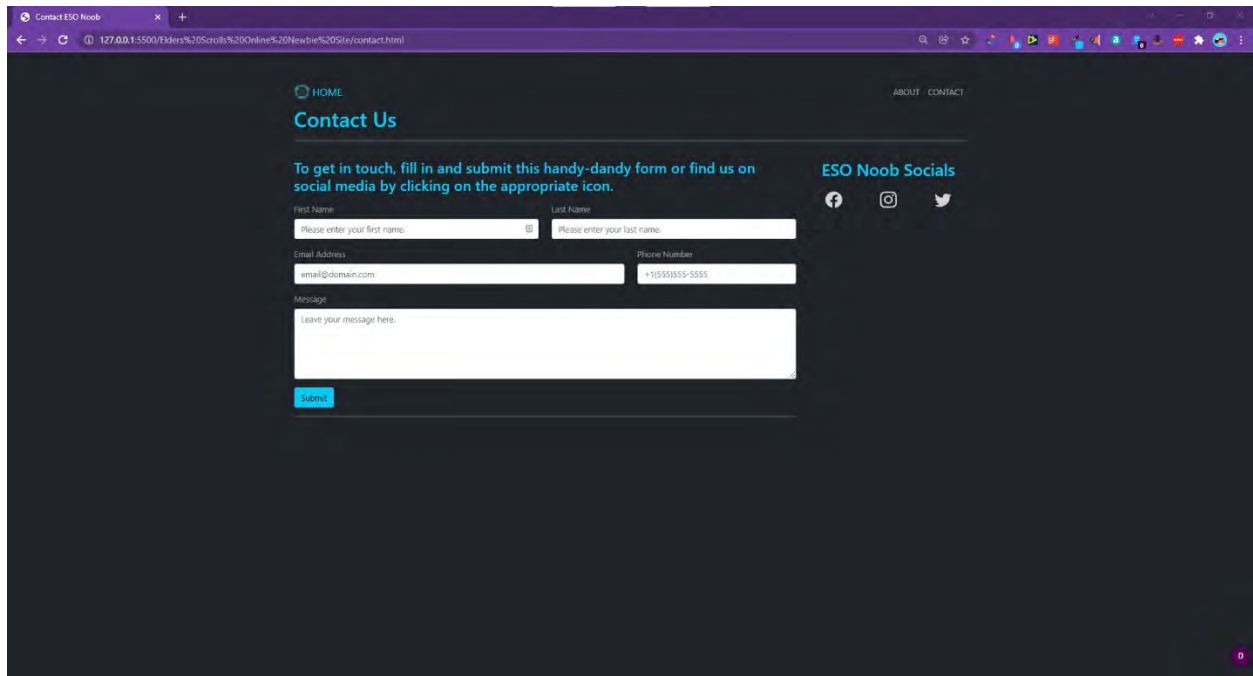 Contact ESO Noob
127.0.0.1:5500/Elders%20Scrolls%20Online%20Newbie%20Site/contact.html
HOME
ABOUT CONTACT
Contact Us
To get in touch, fill in and submit this handy-dandy form or find us on
social media by clicking on the appropriate icon.
ESO Noob Socials
First Name
Last Name
Please enter your first name.
Please enter your last name.
Email Address
Phone Number
email@domain.com
+1(555)555-5555
Message
Leave your message here.
Submit
0